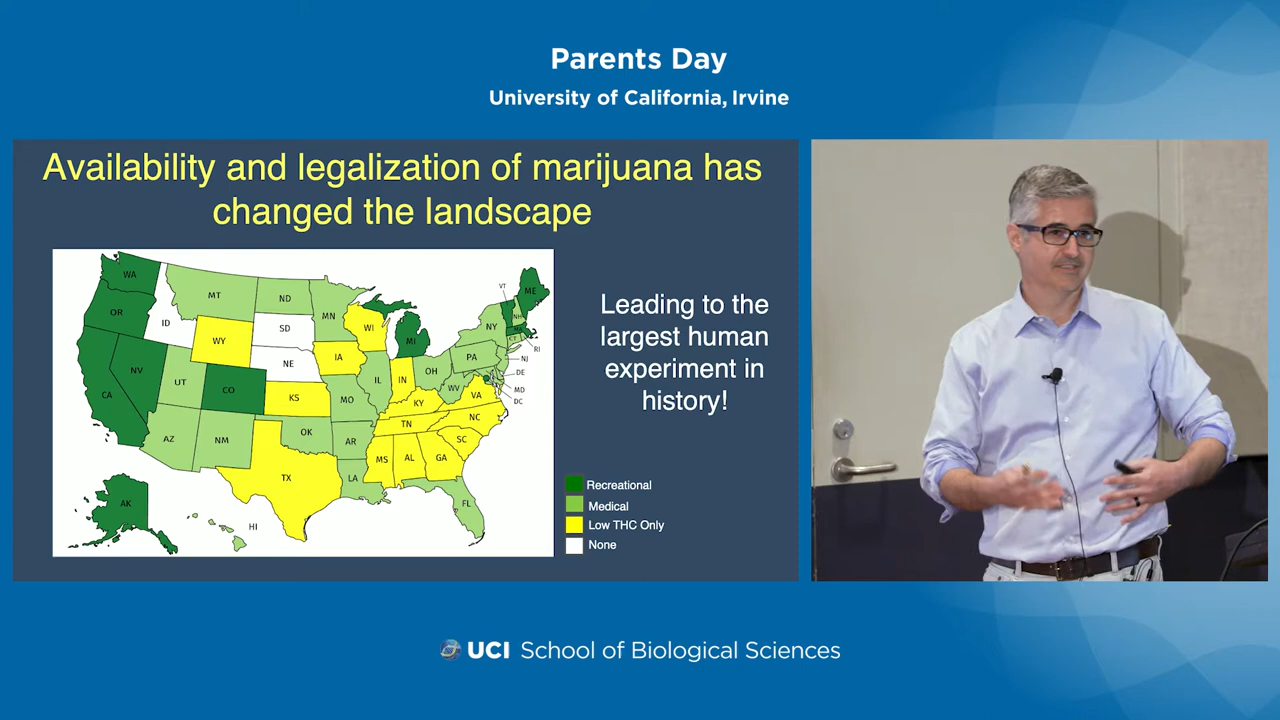 Parents Day
University of California, Irvine
Availability and legalization of marijuana has
changed the landscape
WA
OR
CA
NV
ID
MT
WY
UT
CO
AZ
NM
ND
SD
NE
KS
OK
TX
MN
IA
MO
AR
LA
WI
IL
MI
IN
OH
KY
TN
MS
AL
GA
FL
SC
NC
VA
WV
PA
NY
VT
NH
ME
CT
RI
NJ
DE
MD
DC
AK
HI
Leading to the
largest human
experiment in
history!
Recreational
Medical
Low THC Only
None
UCI School of Biological Sciences